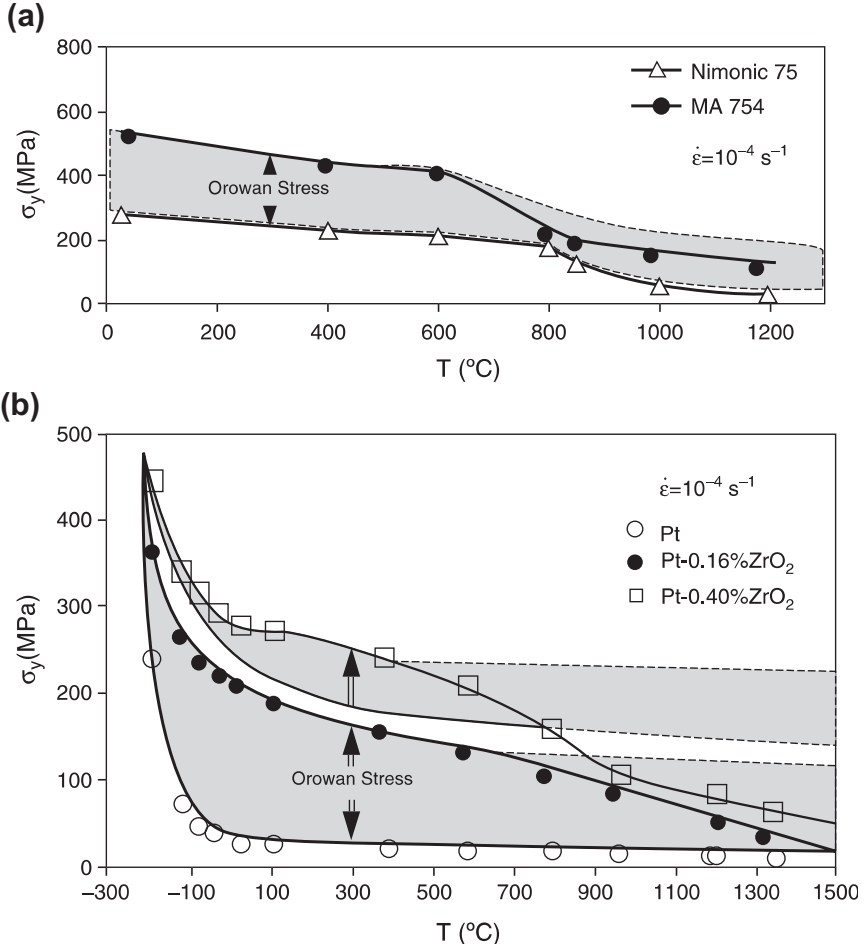 (a)
800
600
400
200
0
σy(MPa)
Nimonic 75
MA 754
ε̇=10⁻⁴ s⁻¹
Orowan Stress
0 200 400 600 800 1000 1200
T (ºC)
(b)
500
400
300
200
100
0
σy(MPa)
ε̇=10⁻⁴ s⁻¹
Pt
Pt-0.16%ZrO₂
Pt-0.40%ZrO₂
Orowan Stress
−300 −100 100 300 500 700 900 1100 1300 1500
T (ºC)